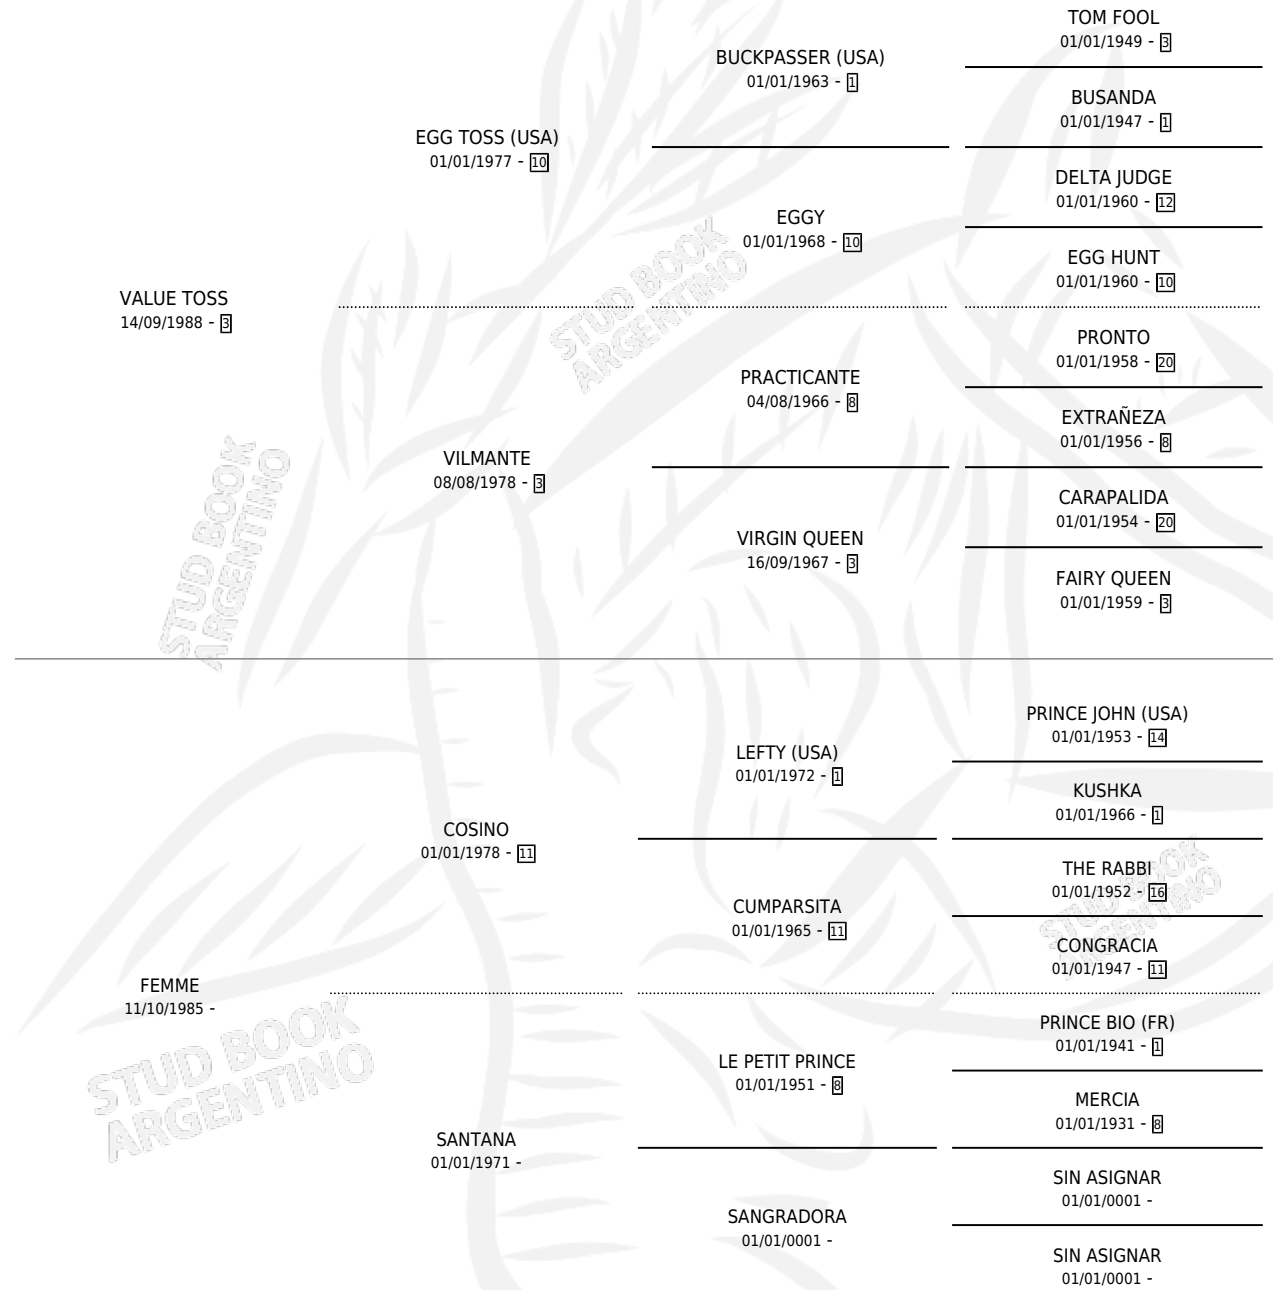 TOM FOOL
01/01/1949 - 3
BUCKPASSER (USA)
01/01/1963 - 1
BUSANDA
01/01/1947 - 1
EGG TOSS (USA)
01/01/1977 - 10
DELTA JUDGE
01/01/1960 - 12
EGGY
01/01/1968 - 10
EGG HUNT
01/01/1960 - 10
VALUE TOSS
14/09/1988 - 3
STUD BOOK
ARGENTINO
PRONTO
01/01/1958 - 20
PRACTICANTE
04/08/1966 - 8
EXTRAÑEZA
01/01/1956 - 8
VILMANTE
08/08/1978 - 3
CARAPALIDA
01/01/1954 - 20
VIRGIN QUEEN
16/09/1967 - 3
FAIRY QUEEN
01/01/1959 - 3
STUD BOOK
ARGENTINO
PRINCE JOHN (USA)
01/01/1953 - 14
LEFTY (USA)
01/01/1972 - 1
KUSHKA
01/01/1966 - 1
COSINO
01/01/1978 - 11
THE RABBI
01/01/1952 - 16
CUMPARSITA
01/01/1965 - 11
CONGRACIA
01/01/1947 - 11
STUD BOOK
ARGENTINO
FEMME
11/10/1985 -
PRINCE BIO (FR)
01/01/1941 - 1
LE PETIT PRINCE
01/01/1951 - 8
MERCIA
01/01/1931 - 8
STUD BOOK
ARGENTINO
SANTANA
01/01/1971 -
SIN ASIGNAR
01/01/0001 -
SANGRADORA
01/01/0001 -
SIN ASIGNAR
01/01/0001 -